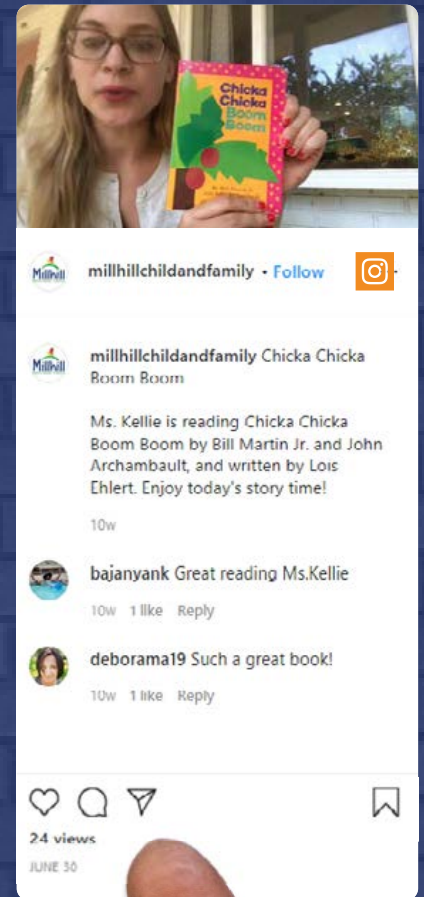 Chicka
Chicka
Boom
Boom
Millhill
millhillchildandfamily • Follow
Millhill
millhillchildandfamily Chicka Chicka
Boom Boom
Ms. Kellie is reading Chicka Chicka
Boom Boom by Bill Martin Jr. and John
Archambault, and written by Lois
Ehlert. Enjoy today's story time!
10w
bajanyank Great reading Ms.Kellie
10w 1 like Reply
deborama19 Such a great book!
10w 1 like Reply
24 views
JUNE 30